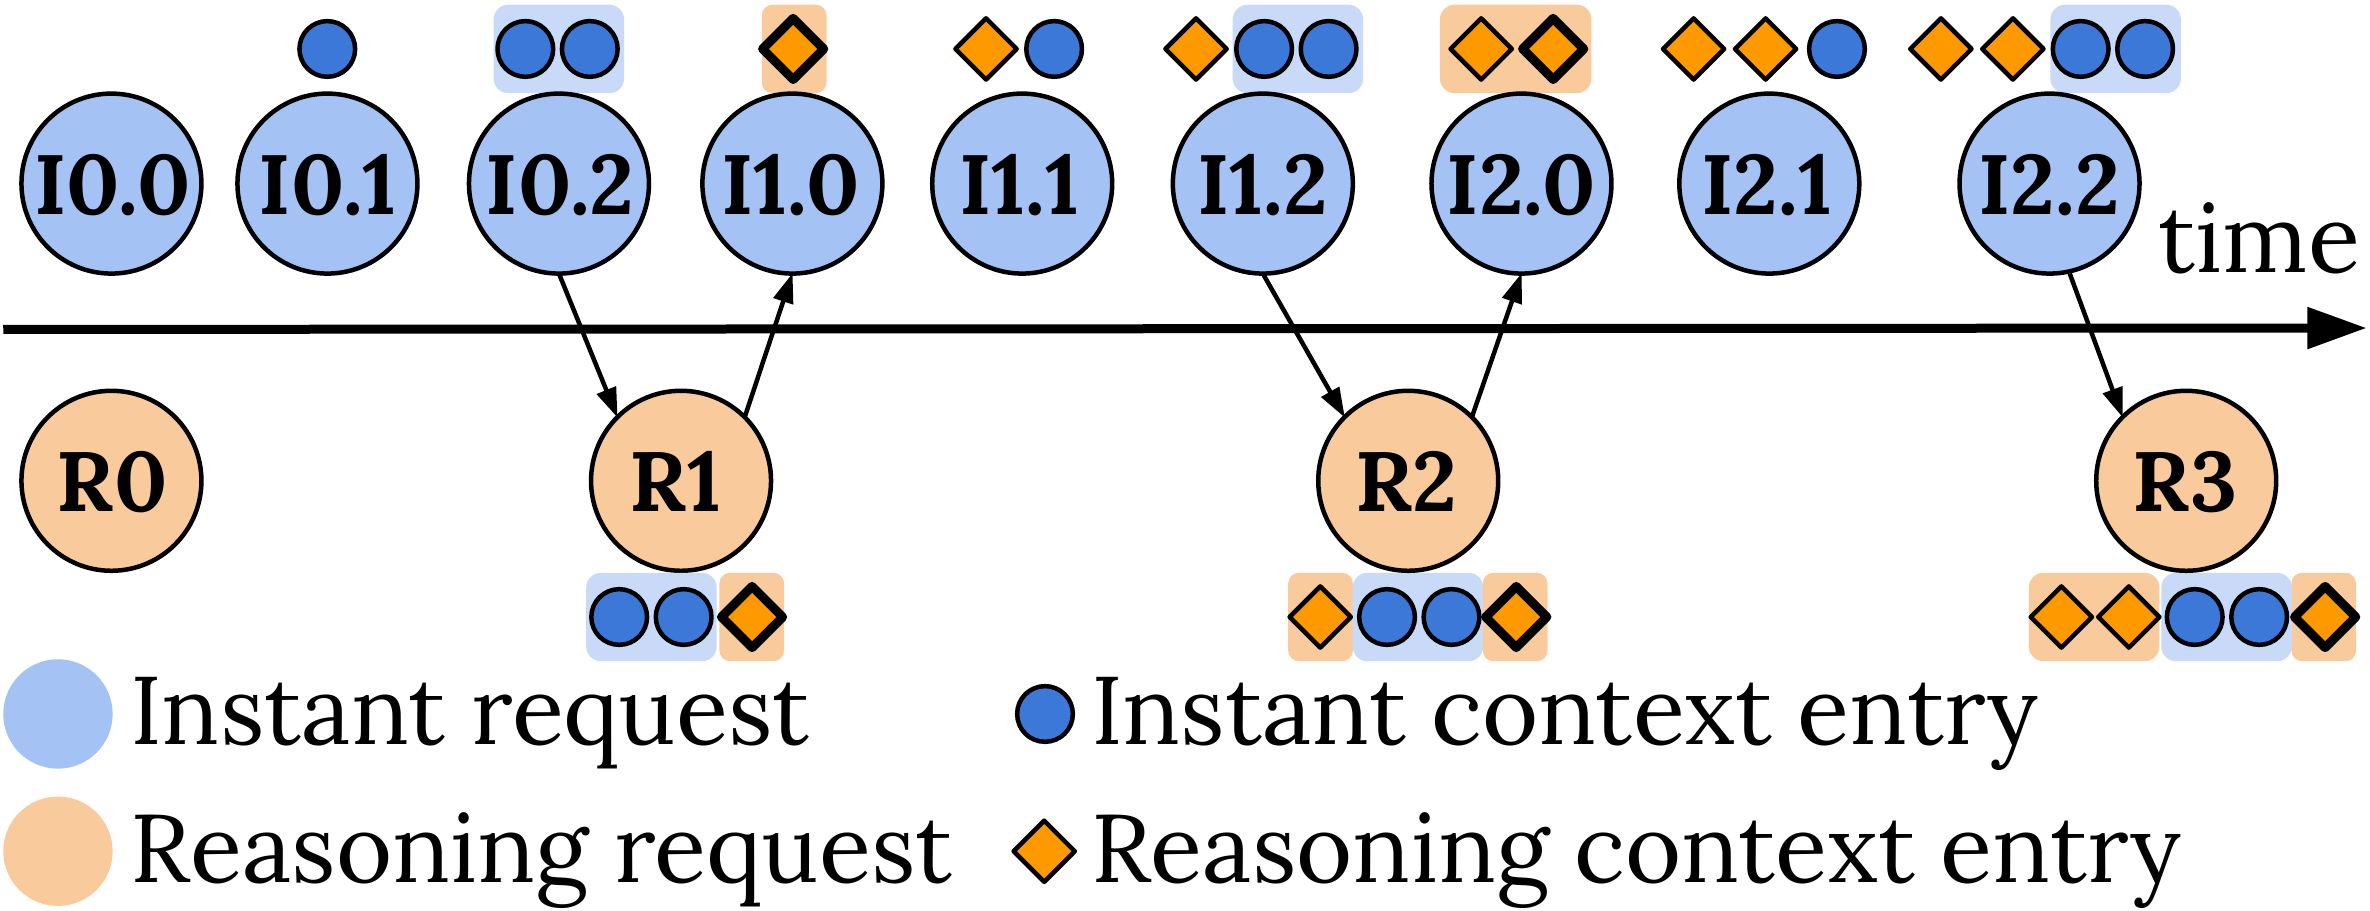 I0.0 I0.1 I0.2 I1.0 I1.1 I1.2 I2.0 I2.1 I2.2
time
R0 R1 R2 R3
Instant request Instant context entry
Reasoning request Reasoning context entry